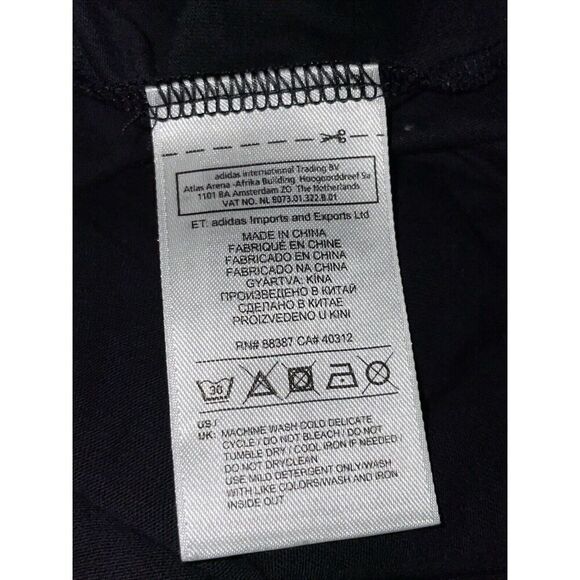 adidas International Trading BV
Atlas Arena -Afrika Building Hoogoorddreef 9a
1101 BA Amsterdam ZO The Netherlands
VAT NO. NL 8073.01.322.B.01
ET: adidas Imports and Exports Ltd
MADE IN CHINA
FABRIQUÉ EN CHINE
FABRICADO EN CHINA
FABRICADO NA CHINA
GYÁRTVA: KÍNA
ПРОИЗВЕДЕНО В КИТАЙ
СДЕЛАНО В КИТАЕ
PROIZVEDENO U KINI
RN# 88387 CA# 40312
30
US /
UK: MACHINE WASH COLD DELICATE
CYCLE / DO NOT BLEACH / DO NOT
TUMBLE DRY / COOL IRON IF NEEDED /
DO NOT DRYCLEAN
USE MILD DETERGENT ONLY/WASH
WITH LIKE COLORS/WASH AND IRON
INSIDE OUT